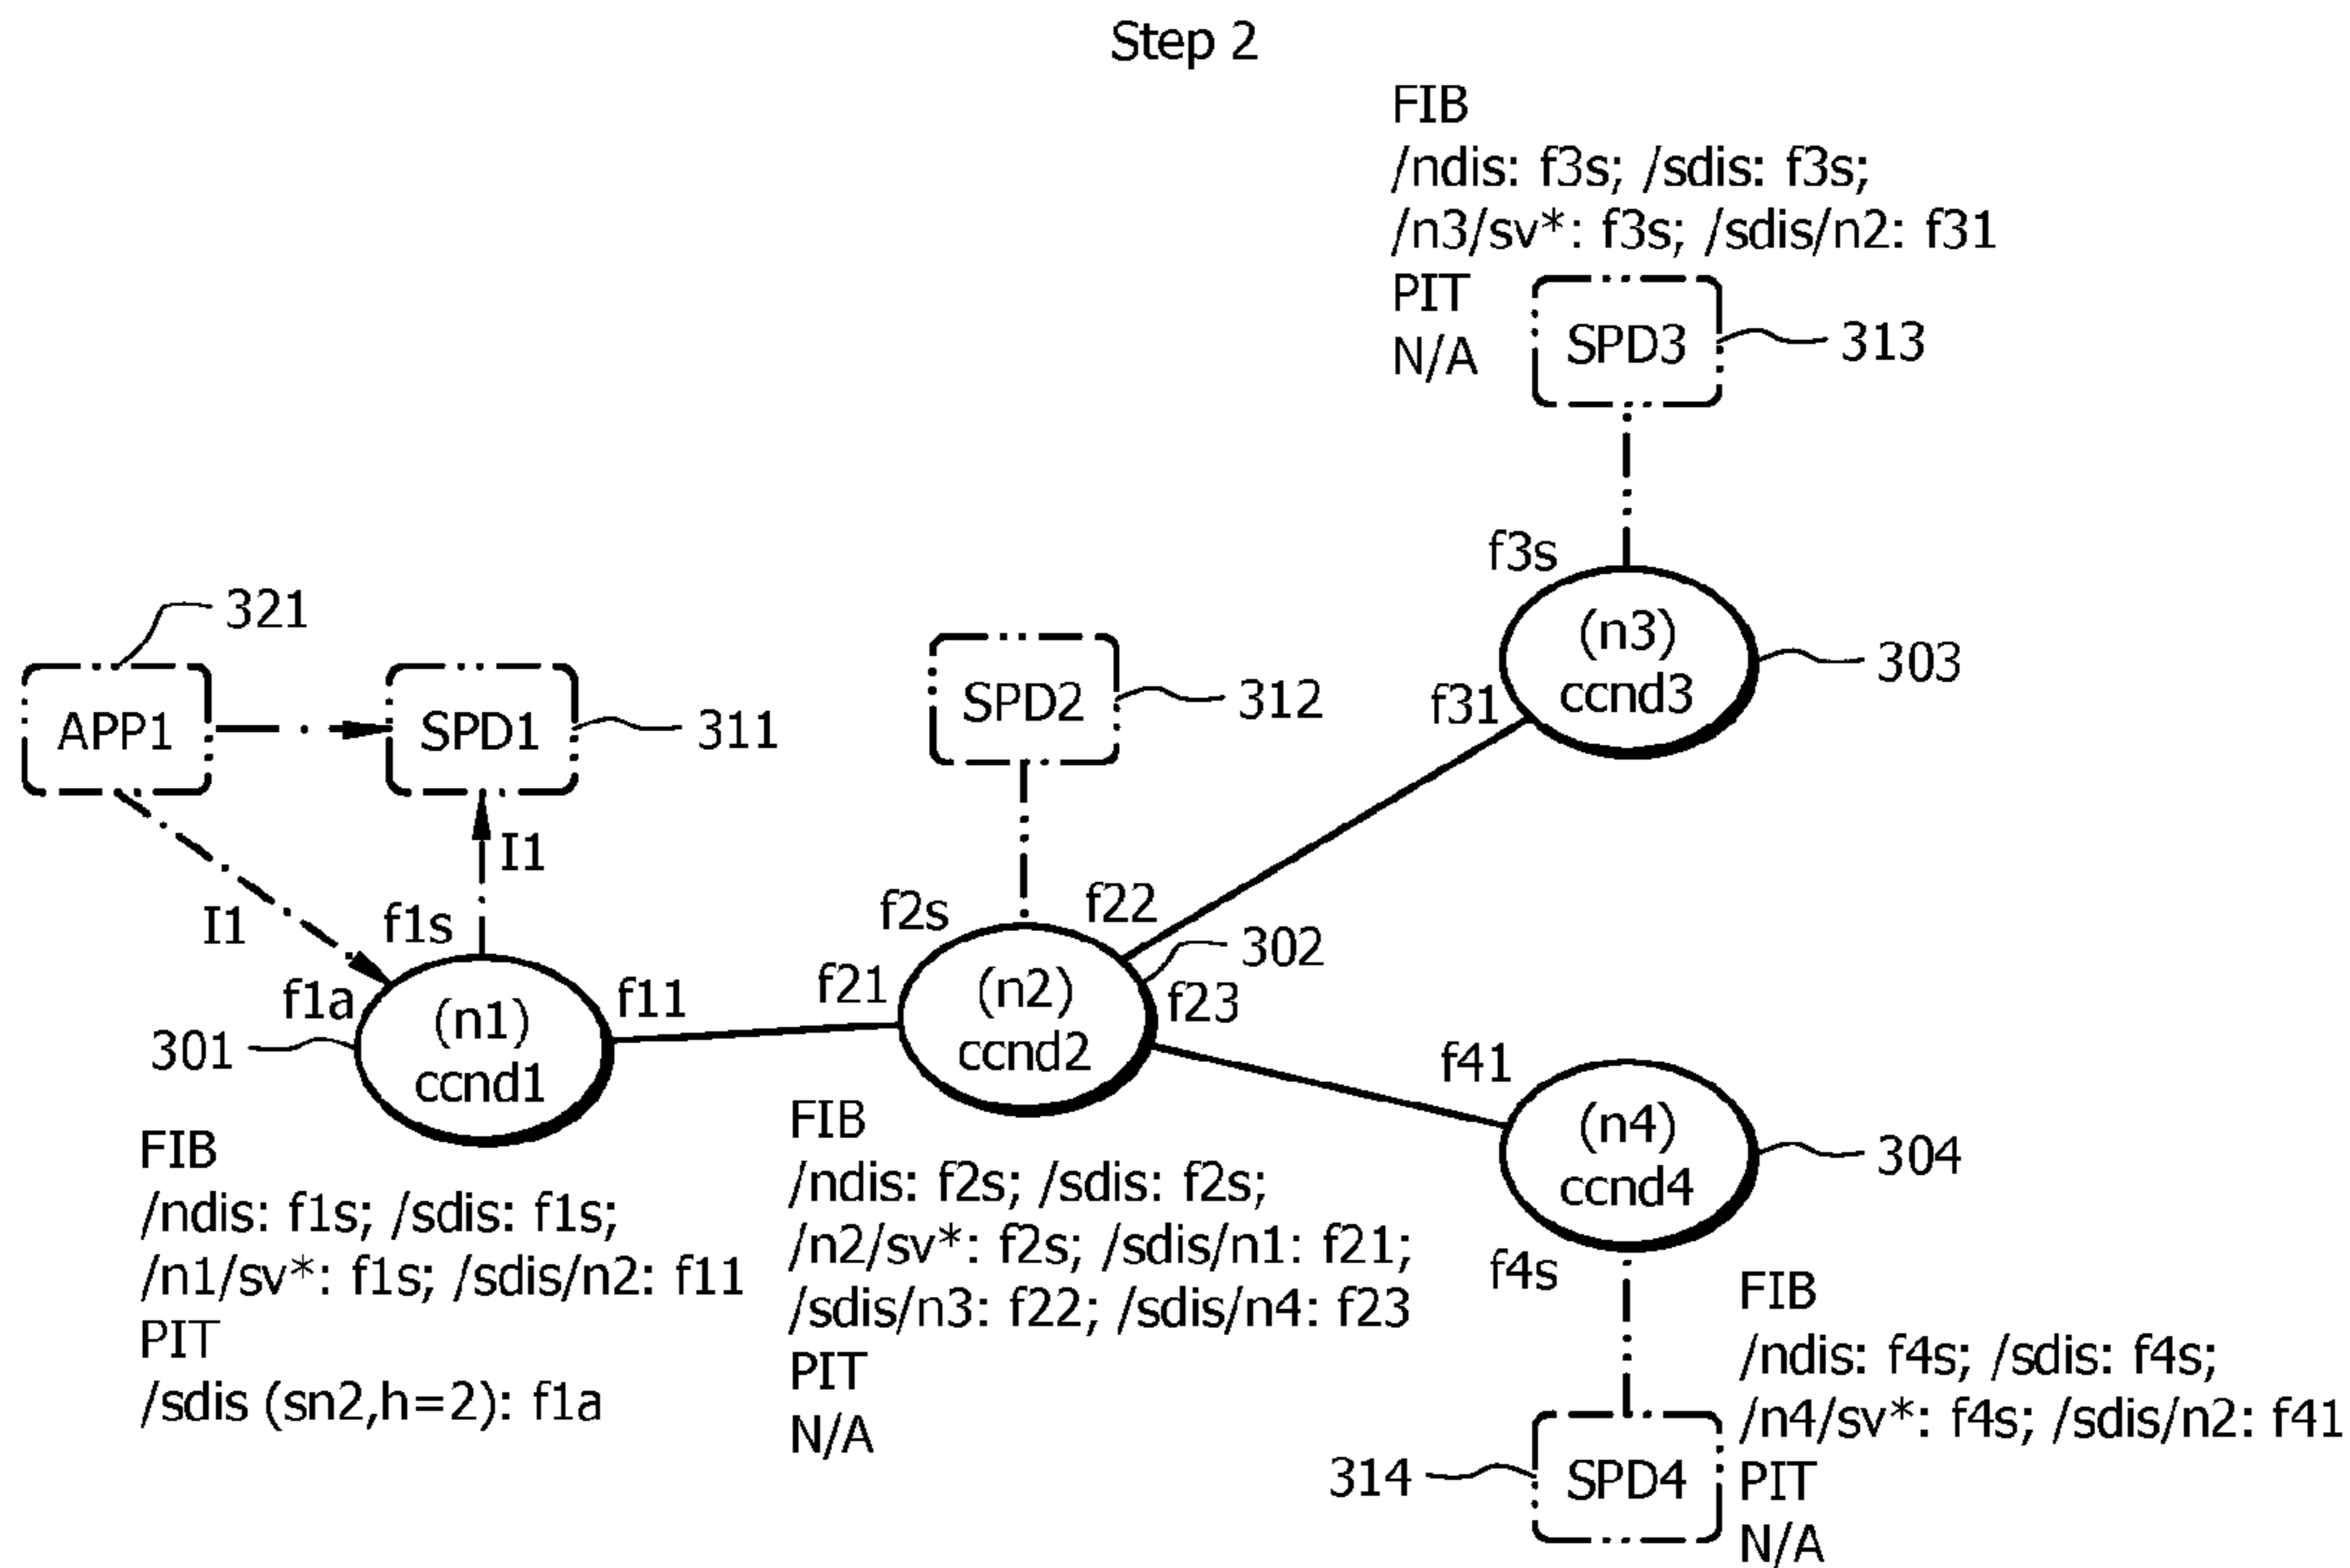 Step 2
FIB
/ndis: f3s; /sdis: f3s;
/n3/sv*: f3s; /sdis/n2: f31
PIT
N/A
SPD3
313
f3s
(n3)
ccnd3
303
f31
321
APP1
SPD1
311
SPD2
312
I1
I1
f1s
f1a
(n1)
ccnd1
301
f11
f2s
f22
302
f21
(n2)
ccnd2
f23
f41
(n4)
ccnd4
304
f4s
FIB
/ndis: f1s; /sdis: f1s;
/n1/sv*: f1s; /sdis/n2: f11
PIT
/sdis (sn2,h=2): f1a
FIB
/ndis: f2s; /sdis: f2s;
/n2/sv*: f2s; /sdis/n1: f21;
/sdis/n3: f22; /sdis/n4: f23
PIT
N/A
FIB
/ndis: f4s; /sdis: f4s;
/n4/sv*: f4s; /sdis/n2: f41
PIT
N/A
314
SPD4